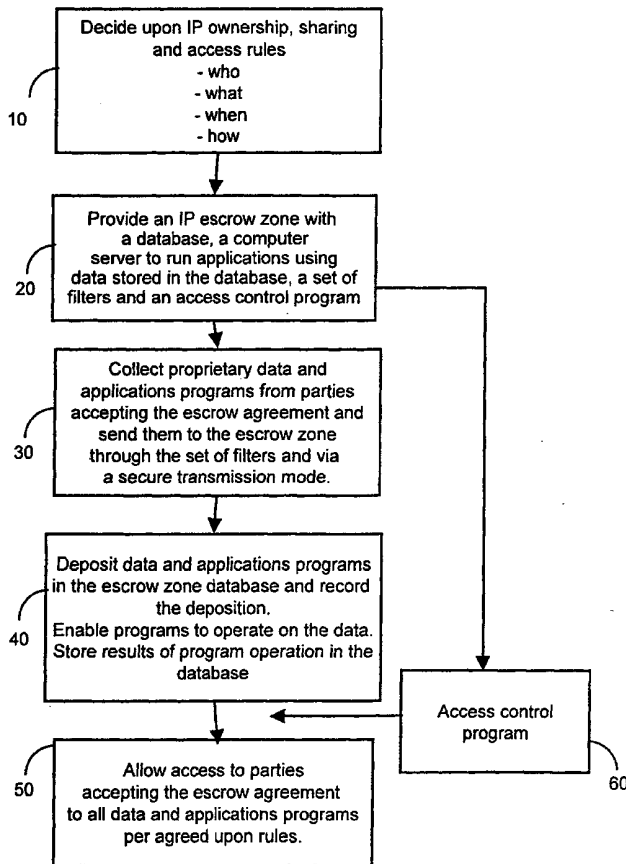 Decide upon IP ownership, sharing
and access rules
- who
- what
- when
- how
10
Provide an IP escrow zone with
a database, a computer
server to run applications using
data stored in the database, a set of
filters and an access control program
20
Collect proprietary data and
applications programs from parties
accepting the escrow agreement and
send them to the escrow zone
through the set of filters and via
a secure transmission mode.
30
Deposit data and applications programs
in the escrow zone database and record
the deposition.
Enable programs to operate on the data.
Store results of program operation in the
database
40
Access control
program
60
Allow access to parties
accepting the escrow agreement
to all data and applications programs
per agreed upon rules.
50